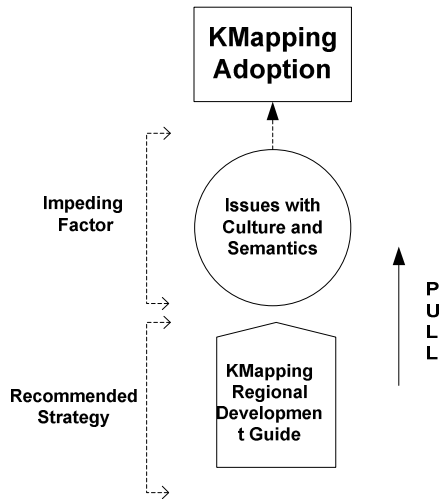 KMapping
Adoption
Impeding
Factor
Issues with
Culture and
Semantics
P
U
L
L
KMapping
Regional
Developmen
t Guide
Recommended
Strategy